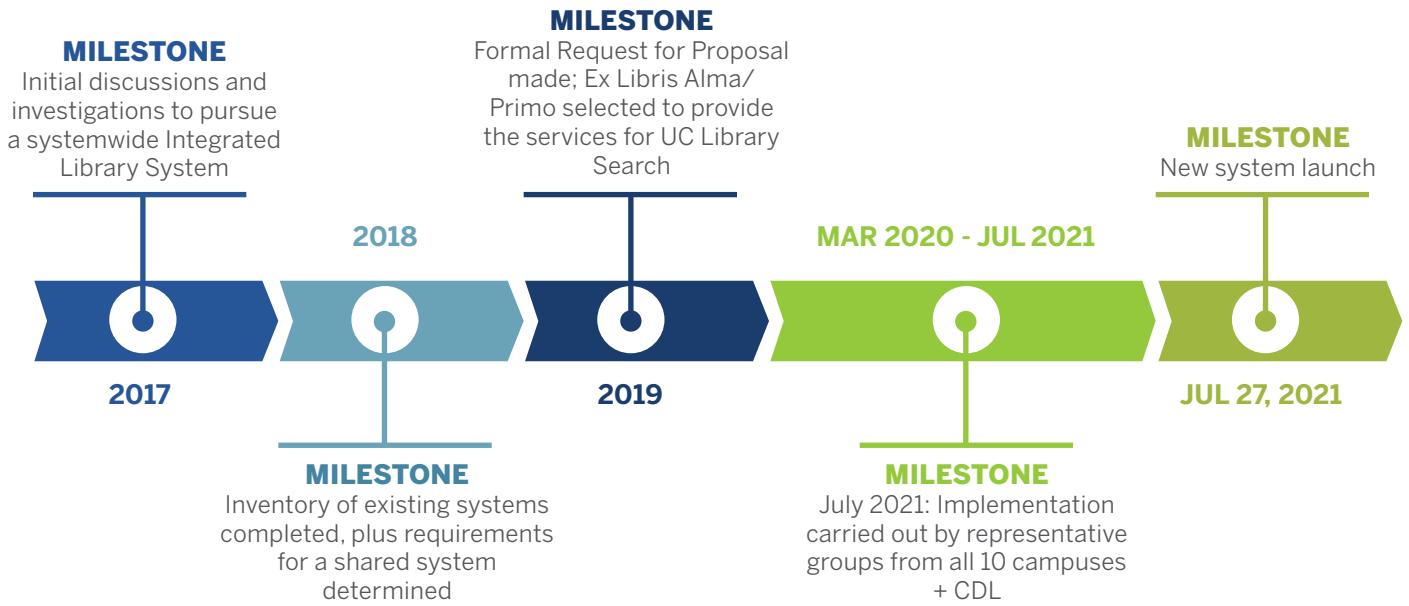 MILESTONE
Initial discussions and
investigations to pursue
a systemwide Integrated
Library System
2017
2018
MILESTONE
Inventory of existing systems
completed, plus requirements
for a shared system
determined
MILESTONE
Formal Request for Proposal
made; Ex Libris Alma/
Primo selected to provide
the services for UC Library
Search
2019
MAR 2020 - JUL 2021
MILESTONE
July 2021: Implementation
carried out by representative
groups from all 10 campuses
+ CDL
MILESTONE
New system launch
JUL 27, 2021